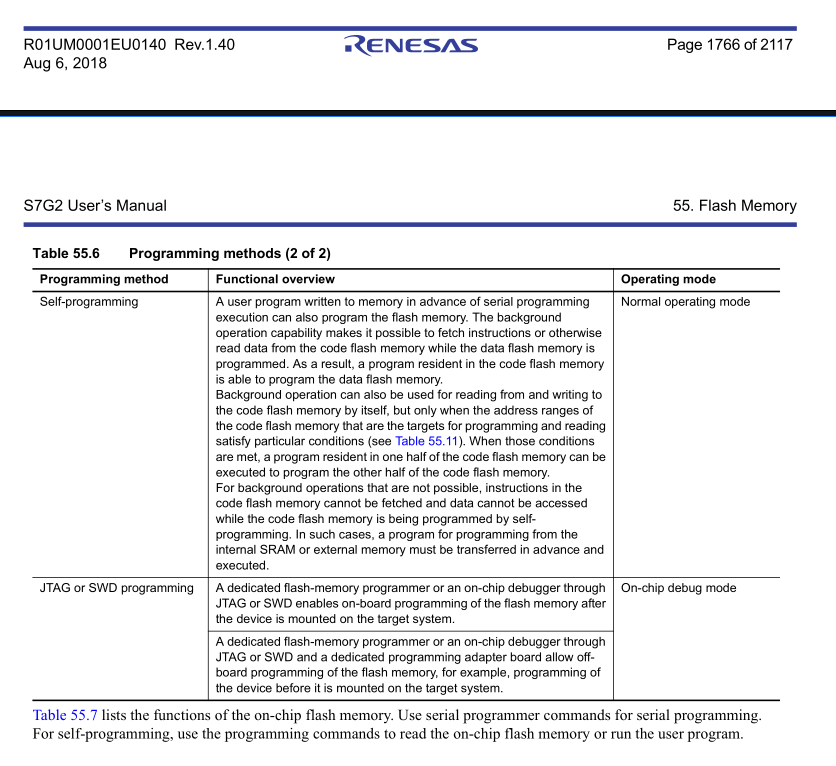 R01UM0001EU0140 Rev.1.40
RENESAS
Page 1766 of 2117
Aug 6, 2018
S7G2 User's Manual
55. Flash Memory
Table 55.6 Programming methods (2 of 2)
Programming method
Functional overview
Operating mode
Self-programming
A user program written to memory in advance of serial programming
execution can also program the flash memory. The background
operation capability makes it possible to fetch instructions or otherwise
read data from the code flash memory while the data flash memory is
programmed. As a result, a program resident in the code flash memory
is able to program the data flash memory.
Background operation can also be used for reading from and writing to
the code flash memory by itself, but only when the address ranges of
the code flash memory that are the targets for programming and reading
satisfy particular conditions (see Table 55.11). When those conditions
are met, a program resident in one half of the code flash memory can be
executed to program the other half of the code flash memory.
For background operations that are not possible, instructions in the
code flash memory cannot be fetched and data cannot be accessed
while the code flash memory is being programmed by self-
programming. In such cases, a program for programming from the
internal SRAM or external memory must be transferred in advance and
executed.
Normal operating mode
JTAG or SWD programming
A dedicated flash-memory programmer or an on-chip debugger through
JTAG or SWD enables on-board programming of the flash memory after
the device is mounted on the target system.
On-chip debug mode
A dedicated flash-memory programmer or an on-chip debugger through
JTAG or SWD and a dedicated programming adapter board allow off-
board programming of the flash memory, for example, programming of
the device before it is mounted on the target system.
Table 55.7 lists the functions of the on-chip flash memory. Use serial programmer commands for serial programming.
For self-programming, use the programming commands to read the on-chip flash memory or run the user program.